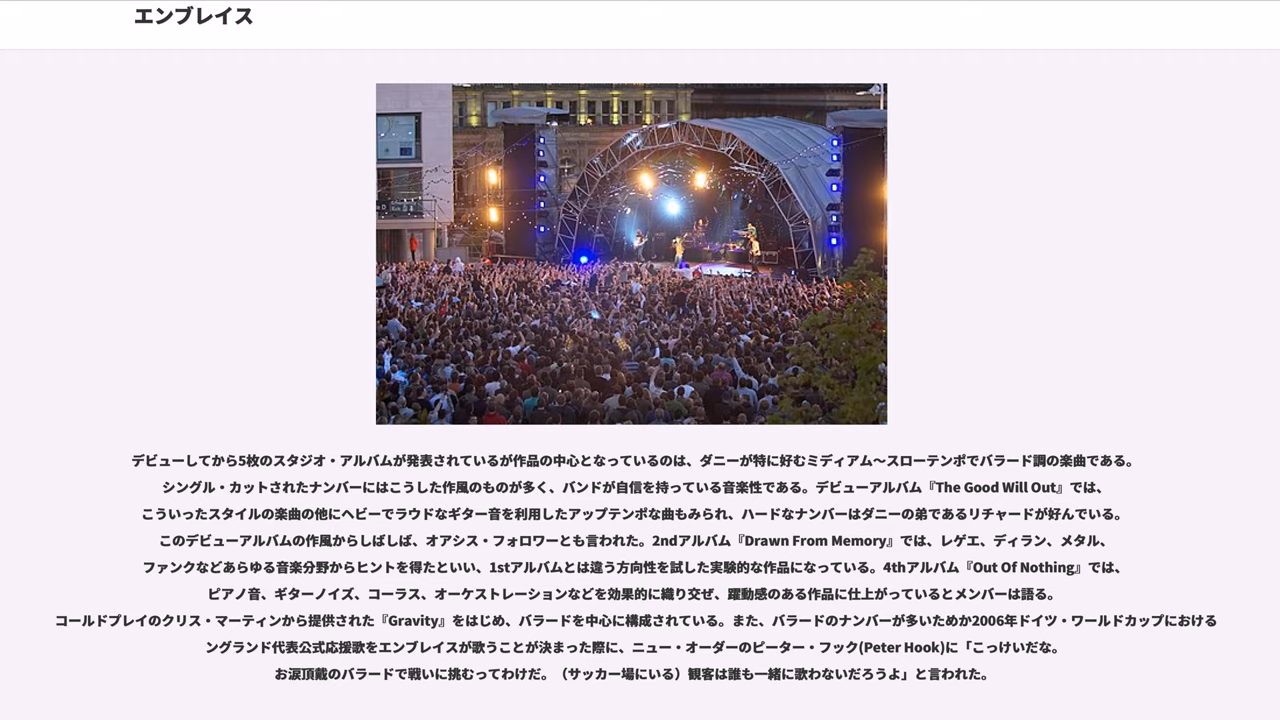 エンブレイス
デビューしてから5枚のスタジオ・アルバムが発表されているが作品の中心となっているのは、ダニーが特に好むミディアム〜スローテンポでバラード調の楽曲である。
シングル・カットされたナンバーにはこうした作風のものが多く、バンドが自信を持っている音楽性である。デビューアルバム『The Good Will Out』では、
こういったスタイルの楽曲の他にヘビーでラウドなギター音を利用したアップテンポな曲もみられ、ハードなナンバーはダニーの弟であるリチャードが好んでいる。
このデビューアルバムの作風からしばしば、オアシス・フォロワーとも言われた。2ndアルバム『Drawn From Memory』では、レゲエ、ディラン、メタル、
ファンクなどあらゆる音楽分野からヒントを得たといい、1stアルバムとは違う方向性を試した実験的な作品になっている。4thアルバム『Out Of Nothing』では、
ピアノ音、ギターノイズ、コーラス、オーケストレーションなどを効果的に織り交ぜ、躍動感のある作品に仕上がっているとメンバーは語る。
コールドプレイのクリス・マーティンから提供された『Gravity』をはじめ、バラードを中心に構成されている。また、バラードのナンバーが多いためか2006年ドイツ・ワールドカップにおける
ングランド代表公式応援歌をエンブレイスが歌うことが決まった際に、ニュー・オーダーのピーター・フック(Peter Hook)に「こっけいだな。
お涙頂戴のバラードで戦いに挑むってわけだ。（サッカー場にいる）観客は誰も一緒に歌わないだろうよ」と言われた。